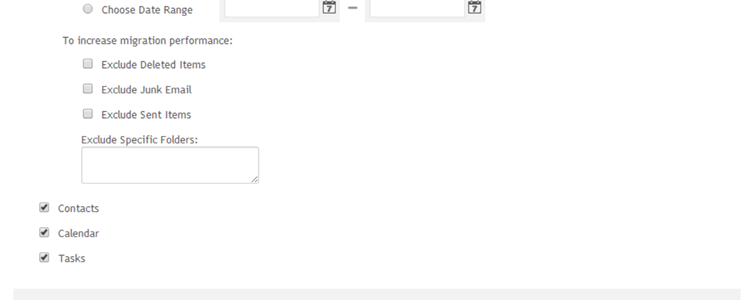 Choose Date Range 7 – 7
To increase migration performance:
Exclude Deleted Items
Exclude Junk Email
Exclude Sent Items
Exclude Specific Folders:
Contacts
Calendar
Tasks